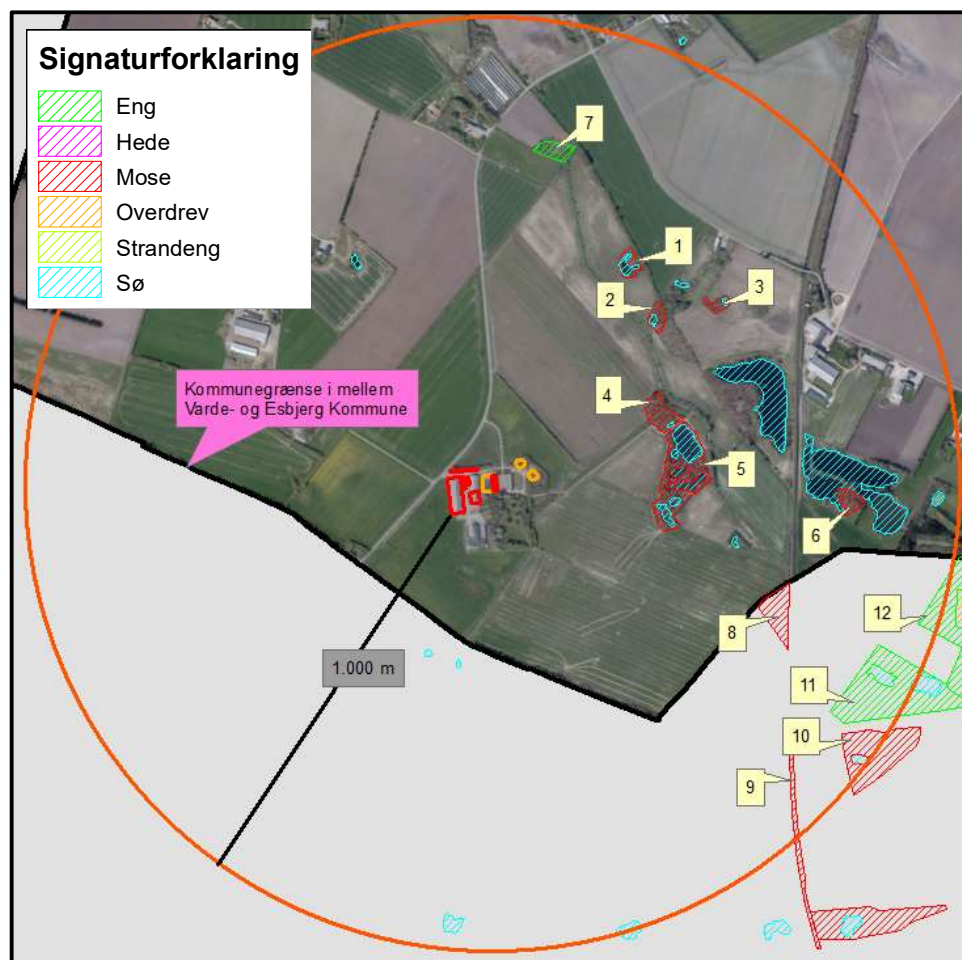 Signaturforklaring
Eng
Hede
Mose
Overdrev
Strandeng
Sø
7
1
2
3
Kommunegrænse i mellem
Varde- og Esbjerg Kommune
4
5
6
12
8
1.000 m
11
10
9